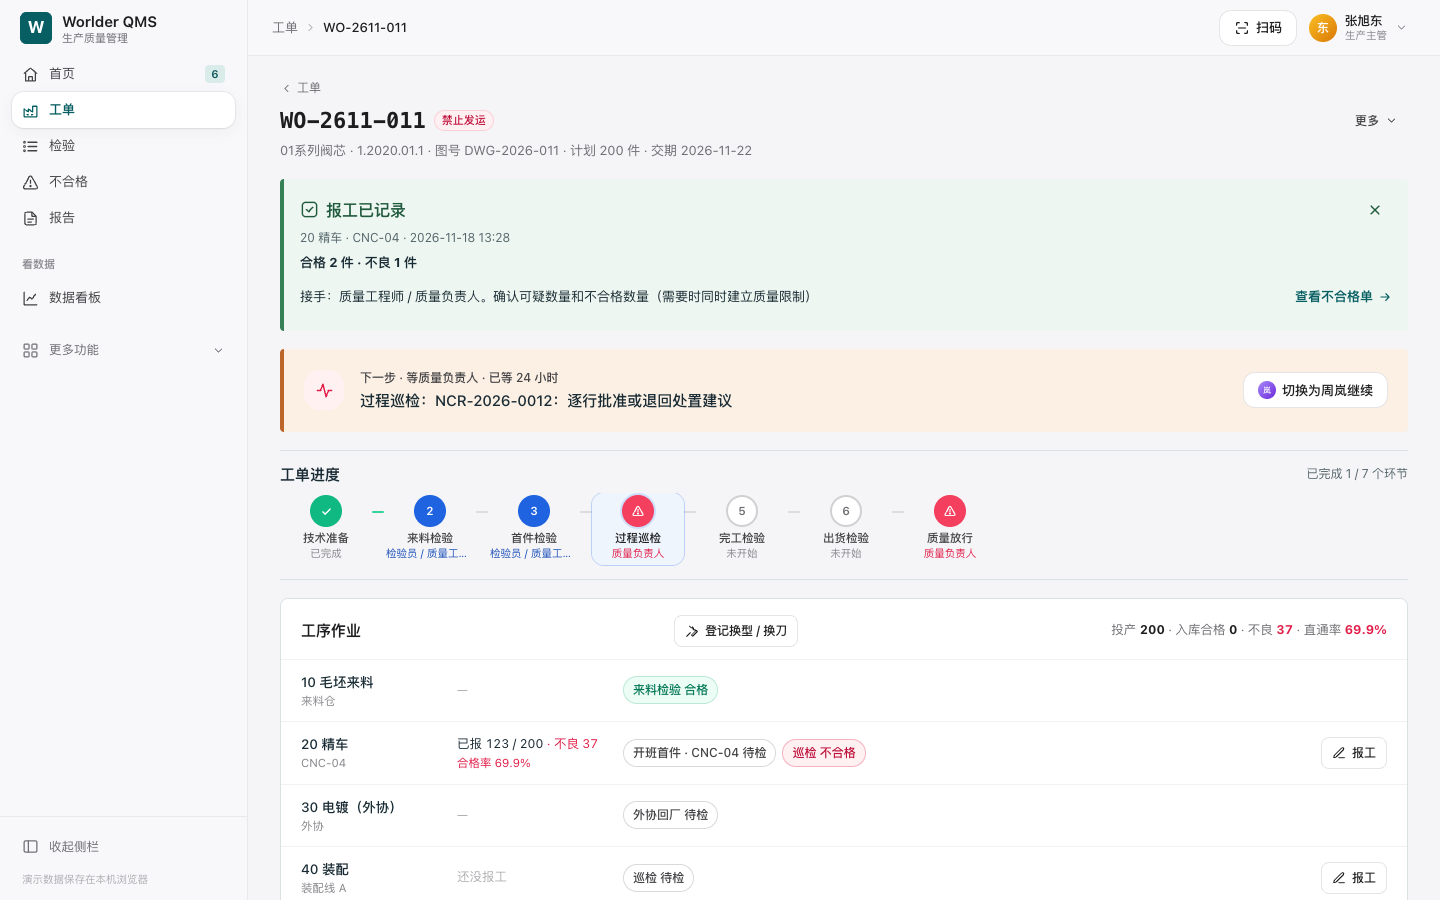 W
Worlder QMS
生产质量管理
首页
6
工单
检验
不合格
报告
看数据
数据看板
更多功能
收起侧栏
演示数据保存在本机浏览器
工单 > WO-2611-011
扫码
东
张旭东
生产主管
工单
WO-2611-011
禁止发运
更多
01系列阀芯 · 1.2020.01.1 · 图号 DWG-2026-011 · 计划 200 件 · 交期 2026-11-22
报工已记录
20 精车 · CNC-04 · 2026-11-18 13:28
合格 2 件 · 不良 1 件
接手：质量工程师 / 质量负责人。确认可疑数量和不合格数量（需要时同时建立质量限制）
查看不合格单 →
下一步 · 等质量负责人 · 已等 24 小时
过程巡检：NCR-2026-0012：逐行批准或退回处置建议
岚
切换为周岚继续
工单进度
已完成 1 / 7 个环节
技术准备
已完成
2
来料检验
检验员 / 质量工...
3
首件检验
检验员 / 质量工...
过程巡检
质量负责人
5
完工检验
未开始
6
出货检验
未开始
质量放行
质量负责人
工序作业
登记换型 / 换刀
投产 200 · 入库合格 0 · 不良 37 · 直通率 69.9%
10 毛坯来料
来料仓
—
来料检验 合格
20 精车
CNC-04
已报 123 / 200 · 不良 37
合格率 69.9%
开班首件 · CNC-04 待检
巡检 不合格
报工
30 电镀（外协）
外协
—
外协回厂 待检
40 装配
装配线 A
还没报工
巡检 待检
报工